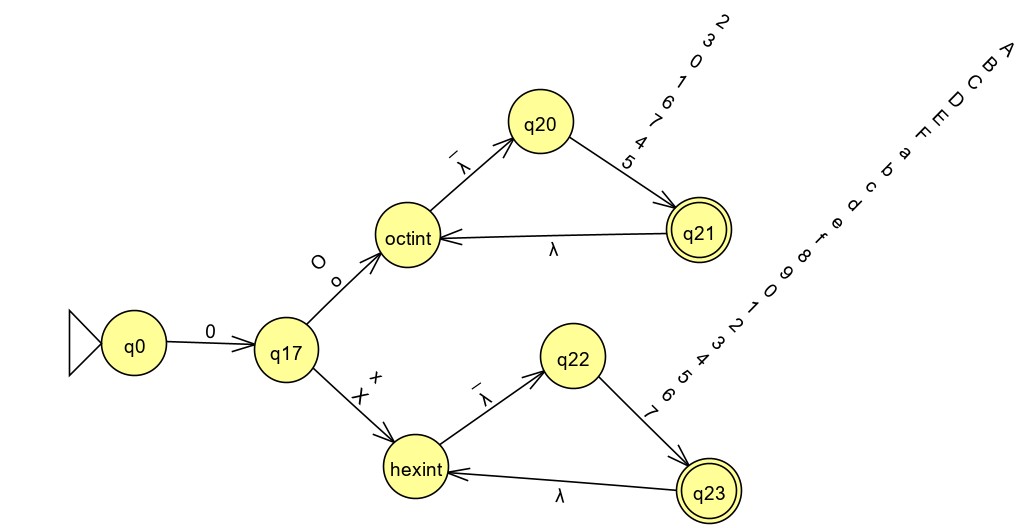 2
3
0
1
6
7
4
5
A
B
C
D
E
F
a
b
c
d
e
f
8
9
0
1
2
3
4
5
6
7
q20
_
λ
q21
octint
λ
O
o
q0
0
q17
x
X
q22
_
λ
hexint
λ
q23